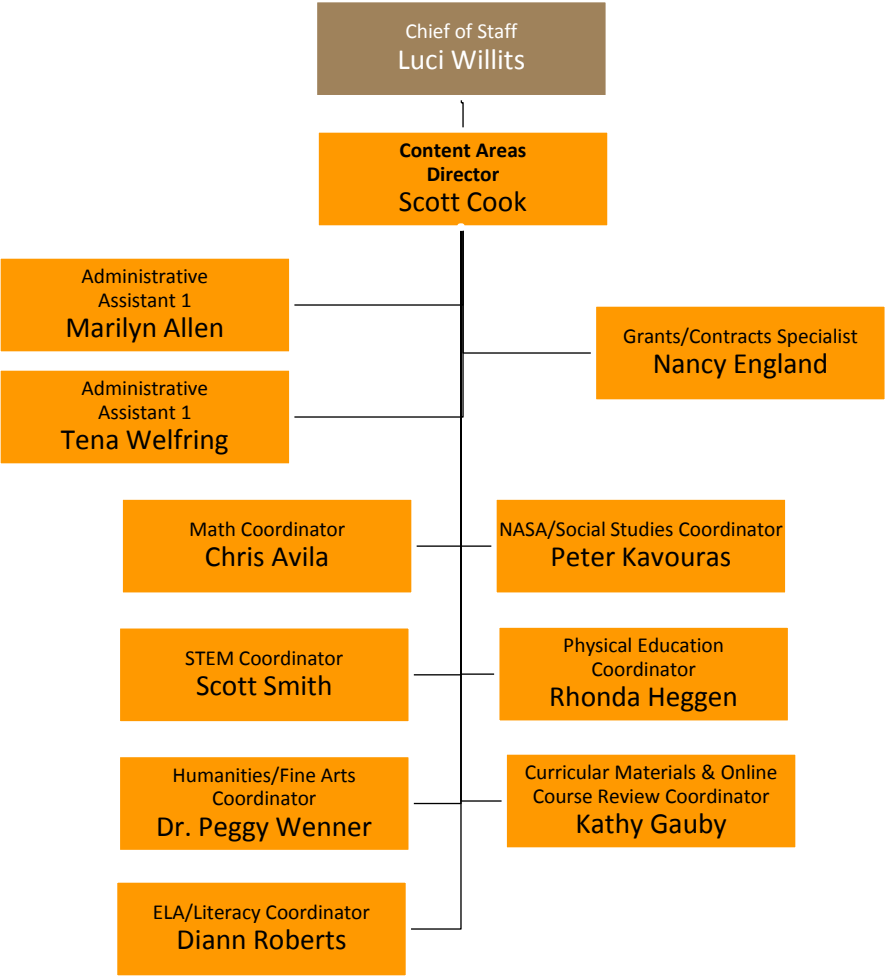 Chief of Staff
Luci Willits
Content Areas
Director
Scott Cook
Administrative
Assistant 1
Marilyn Allen
Grants/Contracts Specialist
Nancy England
Administrative
Assistant 1
Tena Welfring
Math Coordinator
Chris Avila
NASA/Social Studies Coordinator
Peter Kavouras
STEM Coordinator
Scott Smith
Physical Education
Coordinator
Rhonda Heggen
Humanities/Fine Arts
Coordinator
Dr. Peggy Wenner
Curricular Materials & Online
Course Review Coordinator
Kathy Gauby
ELA/Literacy Coordinator
Diann Roberts